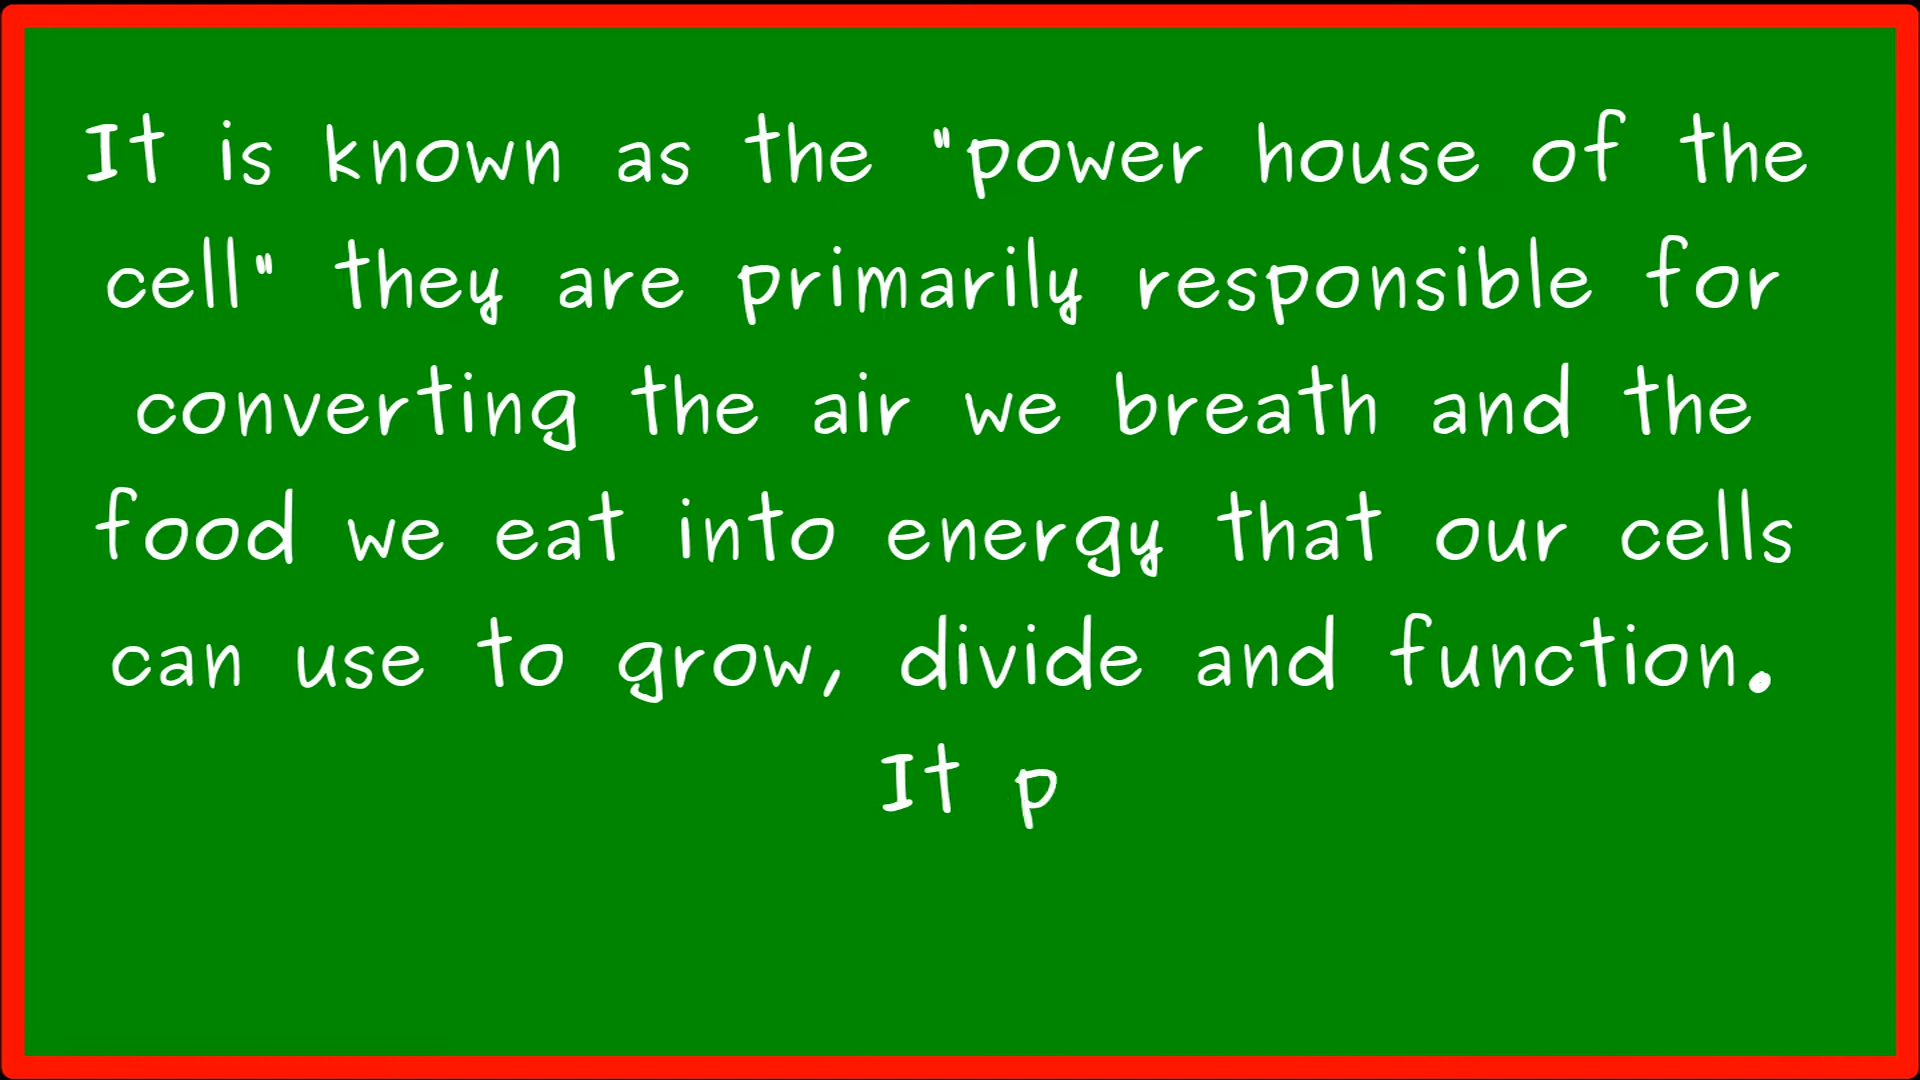 It is known as the "power house of the
cell" they are primarily responsible for
converting the air we breath and the
food we eat into energy that our cells
can use to grow, divide and function.
It p